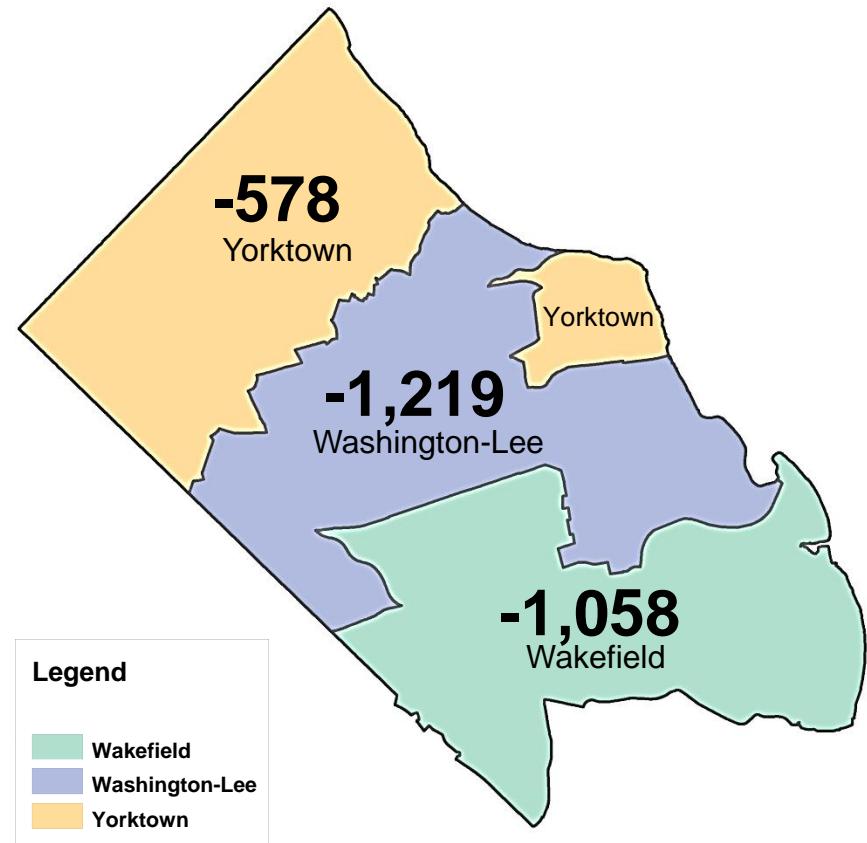 -578
Yorktown
Yorktown
-1,219
Washington-Lee
-1,058
Wakefield
Legend
Wakefield
Washington-Lee
Yorktown